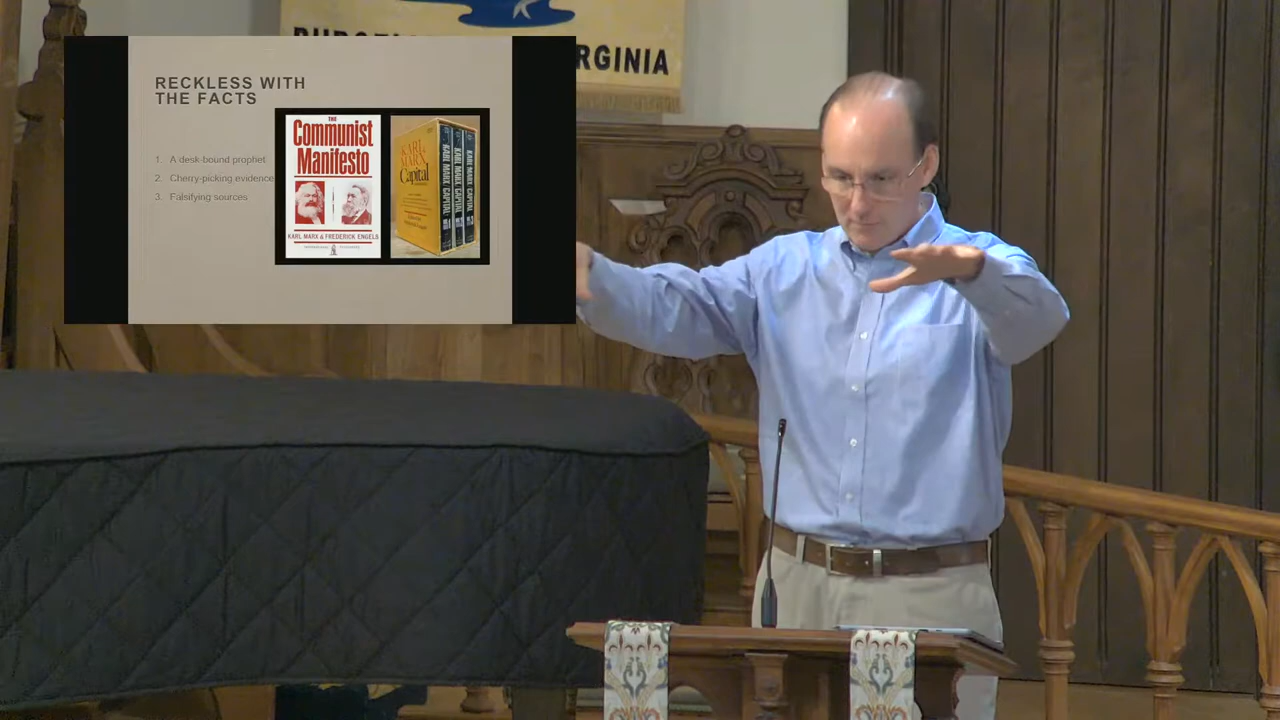 RGINIA
RECKLESS WITH
THE FACTS
1. A desk-bound prophet
2. Cherry-picking evidence
3. Falsifying sources
THE
Communist
Manifesto
KARL MARX & FREDERICK ENGELS
KARL
MARX
Capital
KARL MARX CAPITAL
KARL MARX CAPITAL
KARL MARX CAPITAL